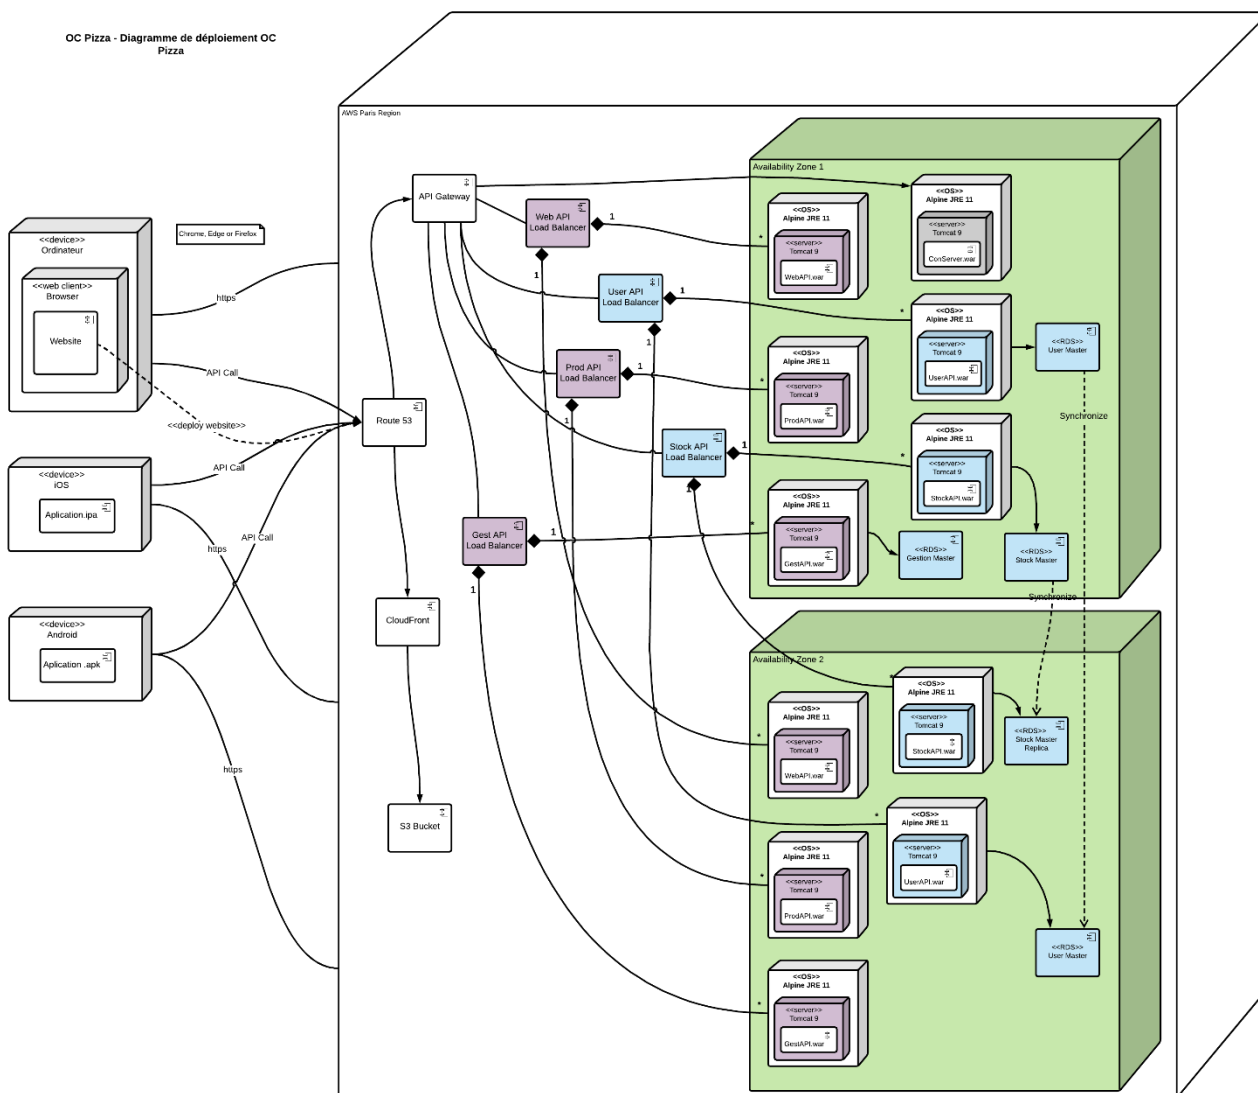 OC Pizza - Diagramme de déploiement OC
Pizza
AWS Paris Region
<<device>>
Ordinateur
<<web client>>
Browser
Website
Chrome, Edge or Firefox
https
API Call
<<deploy website>>
<<device>>
iOS
Aplication.ipa
API Call
https
API Call
<<device>>
Android
Aplication .apk
https
Route 53
CloudFront
S3 Bucket
API Gateway
Web API
Load Balancer
1
1
User API
Load Balancer
1
1
Prod API
Load Balancer
1
1
Stock API
Load Balancer
1
1
Gest API
Load Balancer
1
1
Availability Zone 1
<<OS>>
Alpine JRE 11
<<server>>
Tomcat 9
ConServer.war
*
<<OS>>
Alpine JRE 11
<<server>>
Tomcat 9
WebAPI.war
*
<<OS>>
Alpine JRE 11
<<server>>
Tomcat 9
UserAPI.war
<<RDS>>
User Master
*
<<OS>>
Alpine JRE 11
<<server>>
Tomcat 9
ProdAPI.war
Synchronize
*
<<OS>>
Alpine JRE 11
<<server>>
Tomcat 9
StockAPI.war
*
<<OS>>
Alpine JRE 11
<<server>>
Tomcat 9
GestAPI.war
<<RDS>>
Gestion Master
<<RDS>>
Stock Master
Synchronize
Availability Zone 2
*
<<OS>>
Alpine JRE 11
<<server>>
Tomcat 9
StockAPI.war
<<RDS>>
Stock Master
Replica
*
<<OS>>
Alpine JRE 11
<<server>>
Tomcat 9
WebAPI.war
*
<<OS>>
Alpine JRE 11
<<server>>
Tomcat 9
UserAPI.war
*
<<OS>>
Alpine JRE 11
<<server>>
Tomcat 9
ProdAPI.war
<<RDS>>
User Master
*
<<OS>>
Alpine JRE 11
<<server>>
Tomcat 9
GestAPI.war